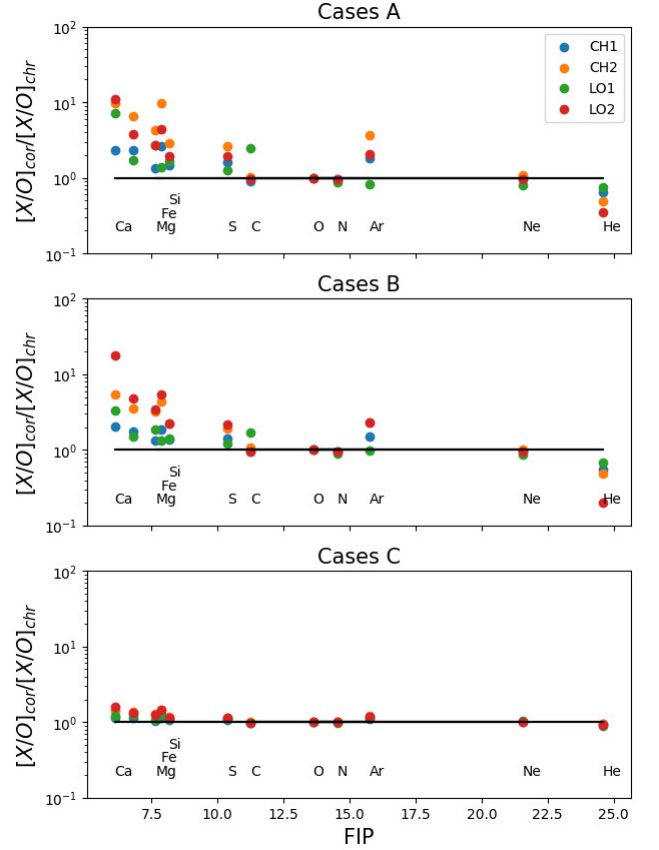 Cases A
10^2
10^1
10^0
10^{-1}
[X/O]_{cor}/[X/O]_{chr}
CH1
CH2
LO1
LO2
Si
Fe
Ca Mg S C O N Ar Ne He
Cases B
10^2
10^1
10^0
10^{-1}
[X/O]_{cor}/[X/O]_{chr}
Si
Fe
Ca Mg S C O N Ar Ne He
Cases C
10^2
10^1
10^0
10^{-1}
[X/O]_{cor}/[X/O]_{chr}
Si
Fe
Ca Mg S C O N Ar Ne He
7.5 10.0 12.5 15.0 17.5 20.0 22.5 25.0
FIP